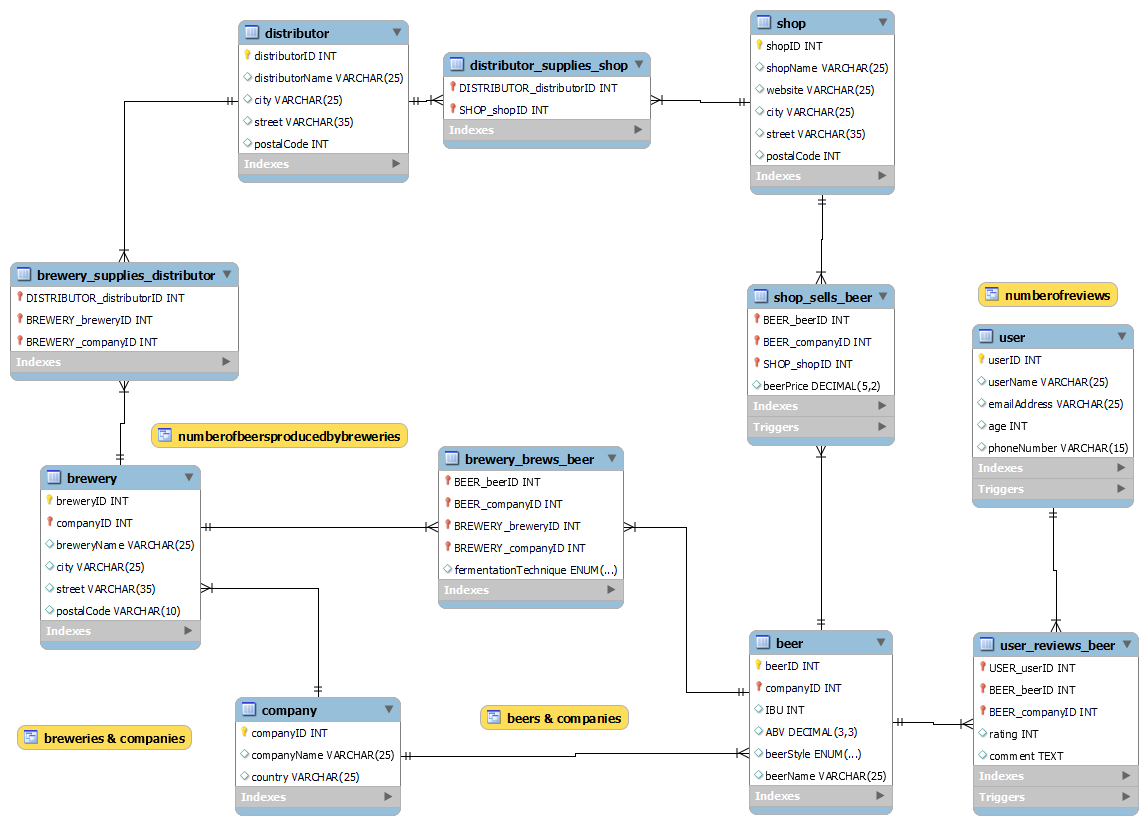 distributor
distributorID INT
distributorName VARCHAR(25)
city VARCHAR(25)
street VARCHAR(35)
postalCode INT
Indexes
distributor_supplies_shop
DISTRIBUTOR_distributorID INT
SHOP_shopID INT
Indexes
shop
shopID INT
shopName VARCHAR(25)
website VARCHAR(25)
city VARCHAR(25)
street VARCHAR(35)
postalCode INT
Indexes
brewery_supplies_distributor
DISTRIBUTOR_distributorID INT
BREWERY_breweryID INT
BREWERY_companyID INT
Indexes
shop_sells_beer
BEER_beerID INT
BEER_companyID INT
SHOP_shopID INT
beerPrice DECIMAL(5,2)
Indexes
Triggers
numberofreviews
user
userID INT
userName VARCHAR(25)
emailAddress VARCHAR(25)
age INT
phoneNumber VARCHAR(15)
Indexes
Triggers
numberofbeersproducedbybreweries
brewery
breweryID INT
companyID INT
breweryName VARCHAR(25)
city VARCHAR(25)
street VARCHAR(35)
postalCode VARCHAR(10)
Indexes
brewery_brews_beer
BEER_beerID INT
BEER_companyID INT
BREWERY_breweryID INT
BREWERY_companyID INT
fermentationTechnique ENUM(...)
Indexes
beer
beerID INT
companyID INT
IBU INT
ABV DECIMAL(3,3)
beerStyle ENUM(...)
beerName VARCHAR(25)
Indexes
user_reviews_beer
USER_userID INT
BEER_beerID INT
BEER_companyID INT
rating INT
comment TEXT
Indexes
Triggers
company
companyID INT
companyName VARCHAR(25)
country VARCHAR(25)
Indexes
beers & companies
breweries & companies